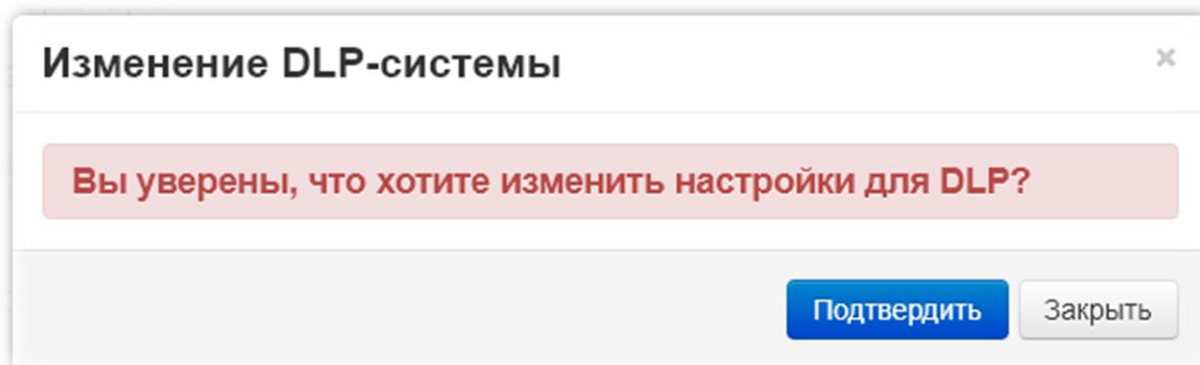 Изменение DLP-системы
×
Вы уверены, что хотите изменить настройки для DLP?
Подтвердить Закрыть